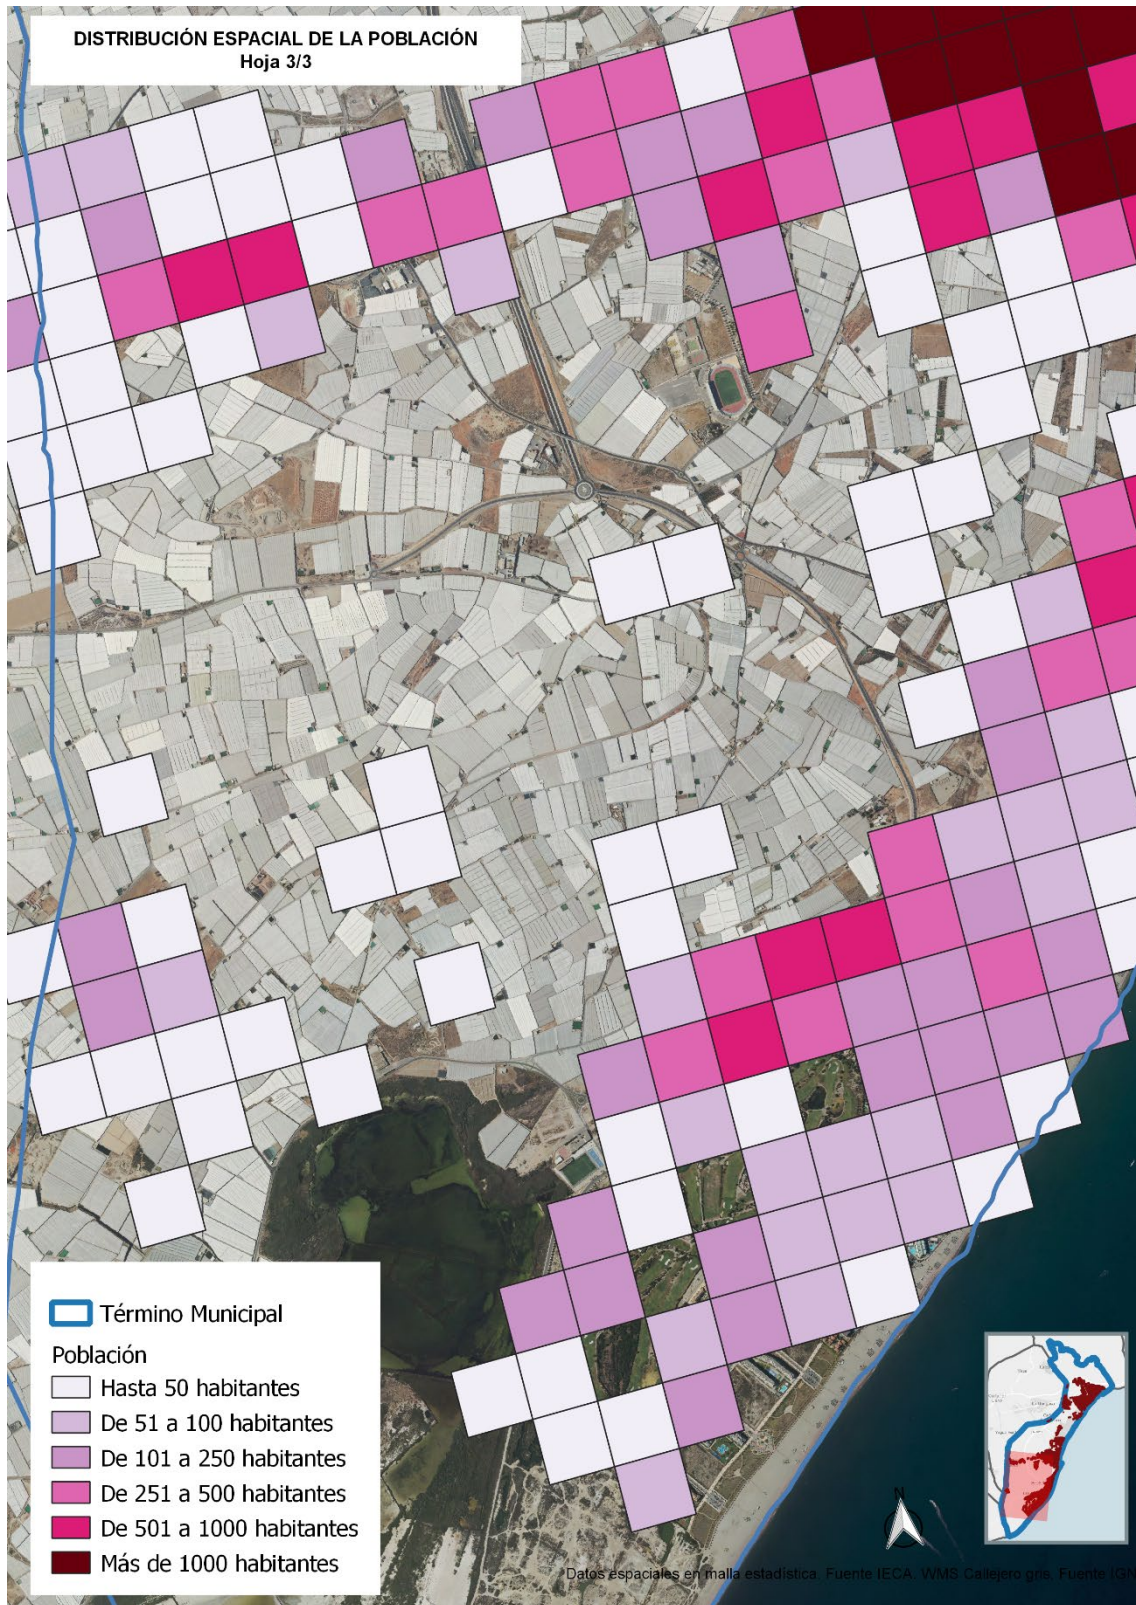 DISTRIBUCIÓN ESPACIAL DE LA POBLACIÓN
Hoja 3/3
Término Municipal
Población
Hasta 50 habitantes
De 51 a 100 habitantes
De 101 a 250 habitantes
De 251 a 500 habitantes
De 501 a 1000 habitantes
Más de 1000 habitantes
N
Datos espaciales en malla estadística. Fuente IECA. WMS Callejero gris. Fuente IGN